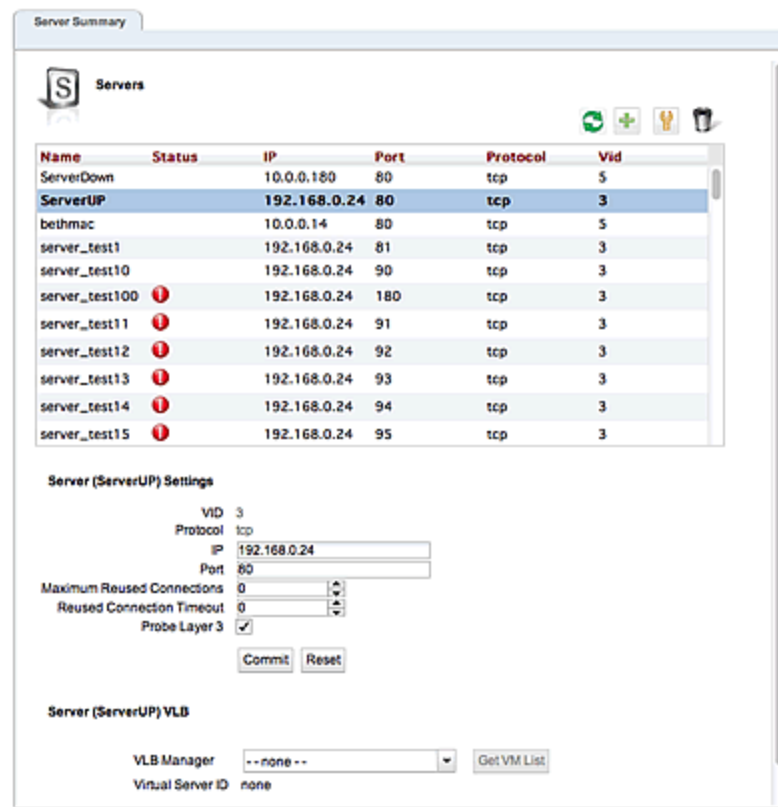 Server Summary
S
Servers
Name Status IP Port Protocol Vid
ServerDown 10.0.0.180 80 tcp 5
ServerUP 192.168.0.24 80 tcp 3
bethmac 10.0.0.14 80 tcp 5
server_test1 192.168.0.24 81 tcp 3
server_test10 192.168.0.24 90 tcp 3
server_test100 192.168.0.24 180 tcp 3
server_test11 192.168.0.24 91 tcp 3
server_test12 192.168.0.24 92 tcp 3
server_test13 192.168.0.24 93 tcp 3
server_test14 192.168.0.24 94 tcp 3
server_test15 192.168.0.24 95 tcp 3
Server (ServerUP) Settings
VID 3
Protocol tcp
IP 192.168.0.24
Port 80
Maximum Reused Connections 0
Reused Connection Timeout 0
Probe Layer 3
Commit Reset
Server (ServerUP) VLB
VLB Manager --none-- Get VM List
Virtual Server ID none